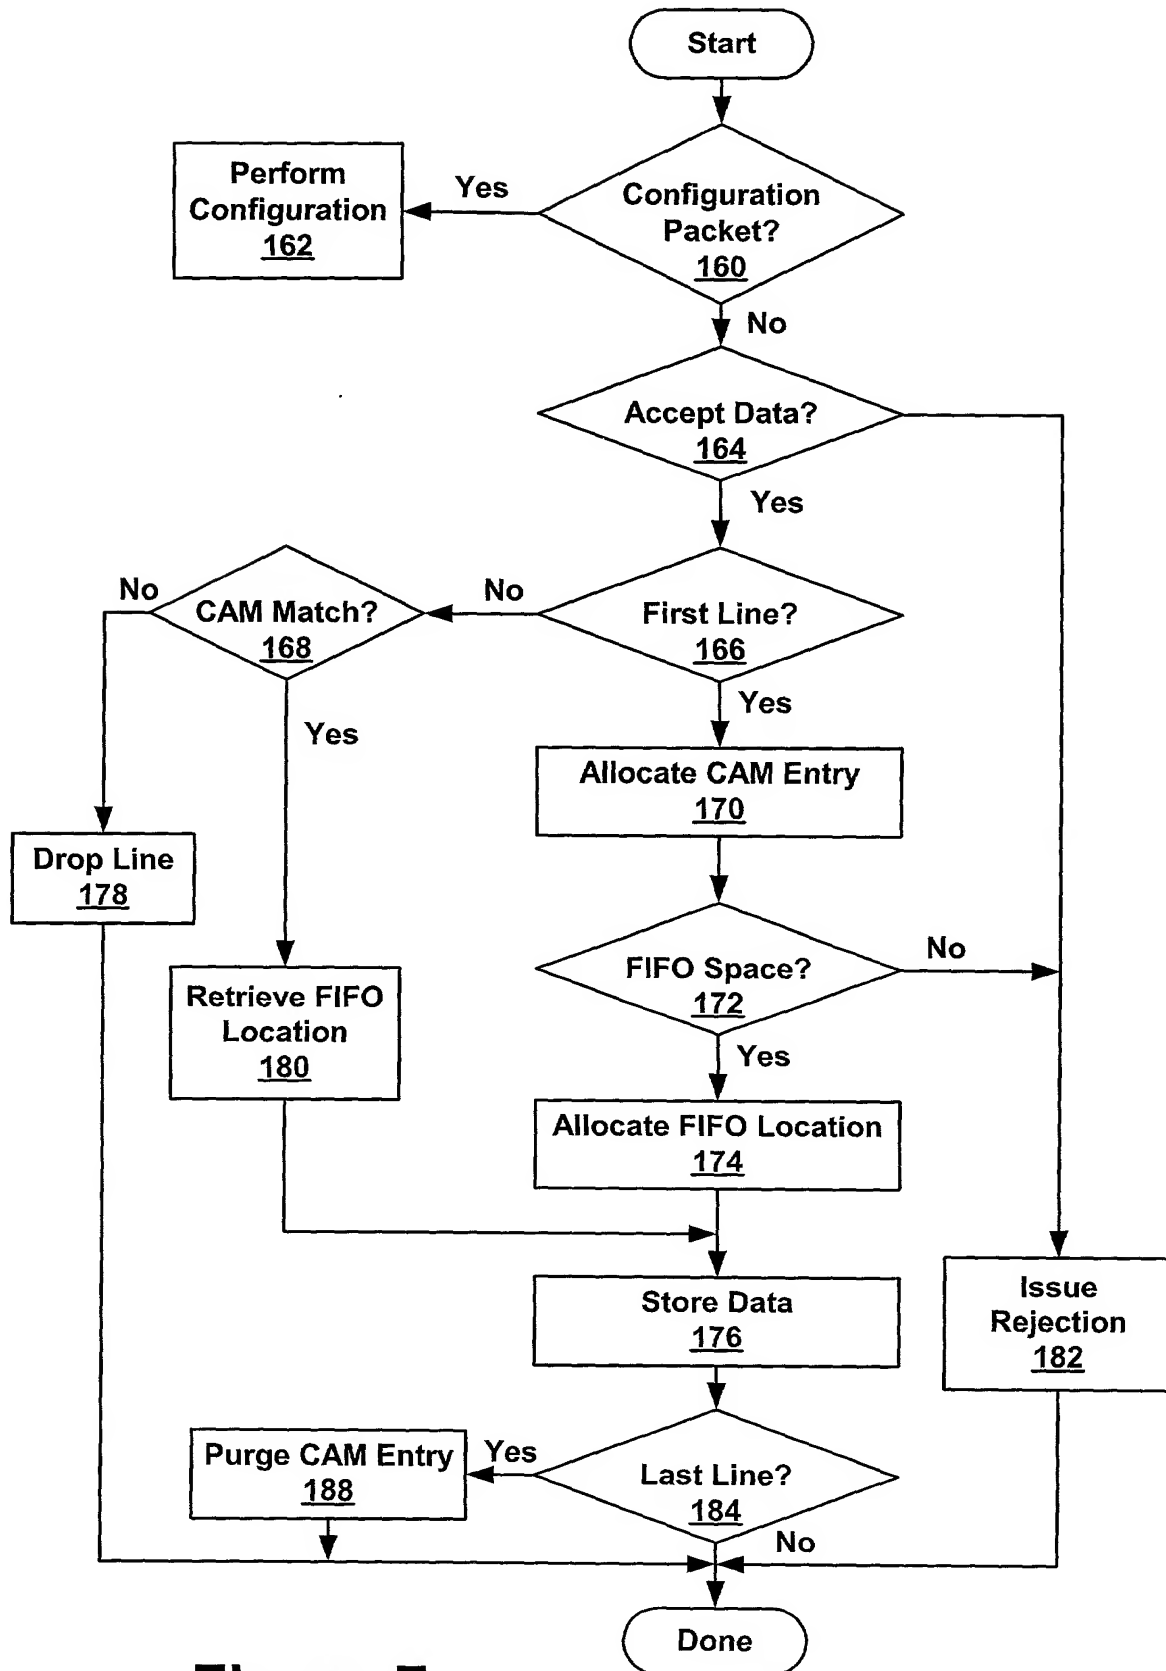 Start
Perform
Configuration
162
Yes
Configuration
Packet?
160
No
Accept Data?
164
Yes
No
CAM Match?
168
No
First Line?
166
Yes
Yes
Allocate CAM Entry
170
Drop Line
178
FIFO Space?
172
No
Retrieve FIFO
Location
180
Yes
Allocate FIFO Location
174
Store Data
176
Issue
Rejection
182
Purge CAM Entry
188
Yes
Last Line?
184
No
Done